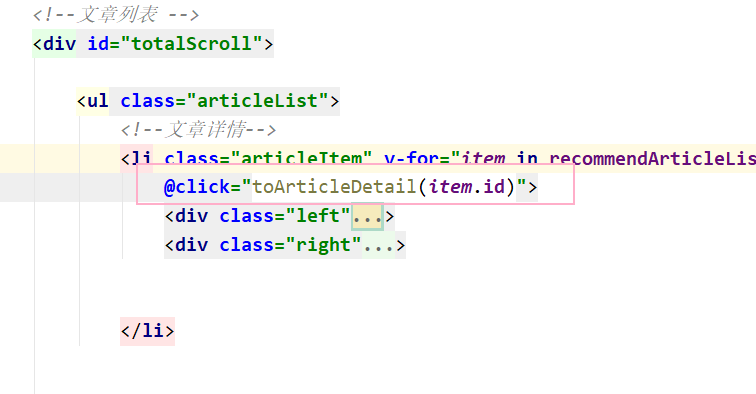 <!--文章列表 -->
<div id="totalScroll">
<ul class="articleList">
<!--文章详情-->
<li class="articleItem" v-for="item in recommendArticleLis
@click="toArticleDetail(item.id)">
<div class="left"...>
<div class="right"...>
</li>